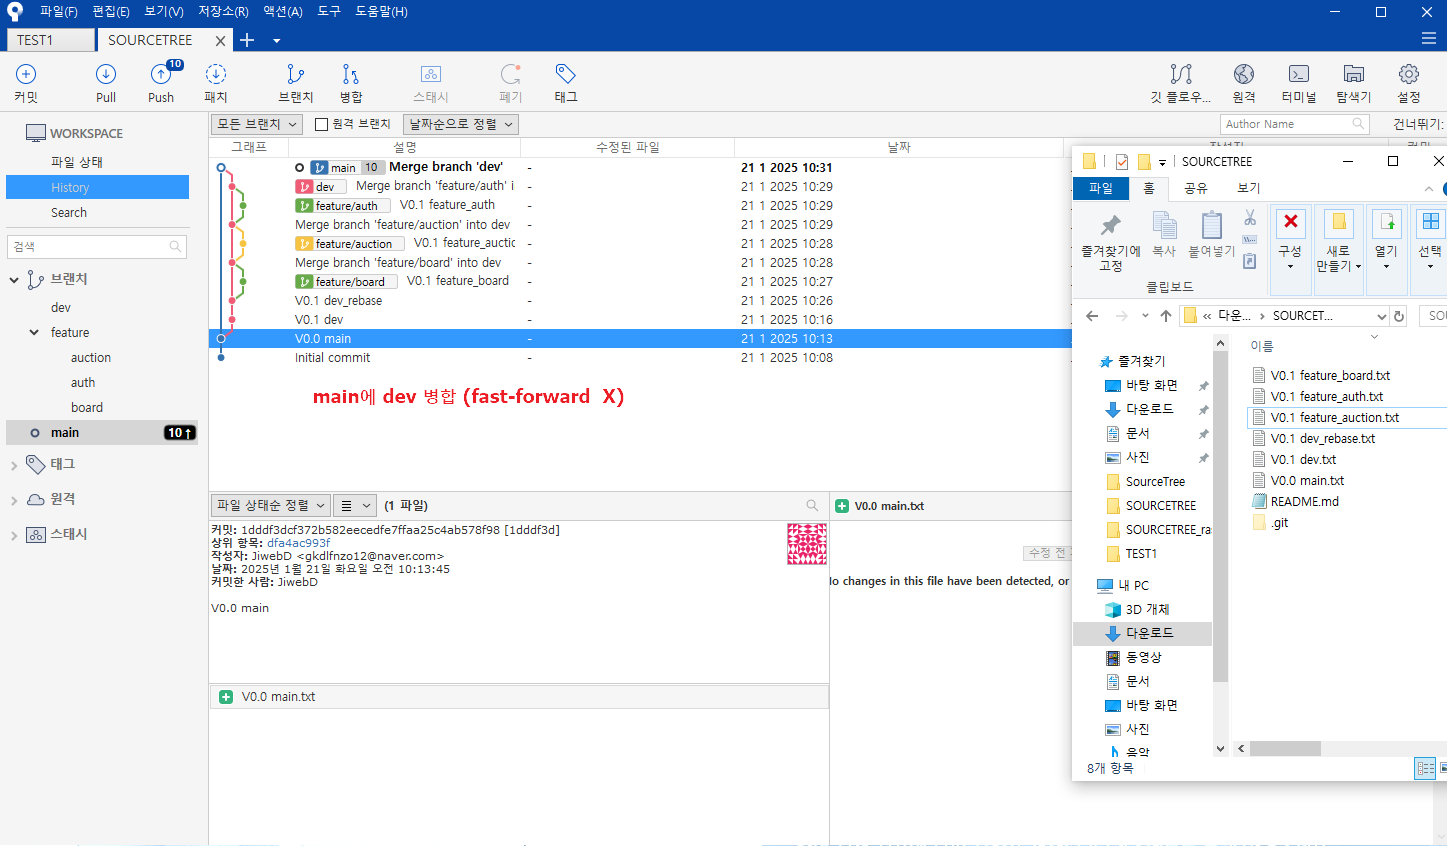 파일(F) 편집(E) 보기(V) 저장소(R) 액션(A) 도구 도움말(H)
TEST1 SOURCETREE
10
커밋 Pull Push 패치 브랜치 병합 스태시 폐기 태그 깃 플로우... 원격 터미널 탐색기 설정
WORKSPACE
파일 상태
History
Search
검색
브랜치
dev
feature
auction
auth
board
main 10↑
태그
원격
스태시
모든 브랜치 원격 브랜치 날짜순으로 정렬 Author Name 건너뛰기:
그래프 설명 수정된 파일 날짜
main 10 Merge branch 'dev' - 21 1 2025 10:31
dev Merge branch 'feature/auth' i - 21 1 2025 10:29
feature/auth V0.1 feature_auth - 21 1 2025 10:29
Merge branch 'feature/auction' into dev - 21 1 2025 10:29
feature/auction V0.1 feature_auctic - 21 1 2025 10:28
Merge branch 'feature/board' into dev - 21 1 2025 10:28
feature/board V0.1 feature_board - 21 1 2025 10:27
V0.1 dev_rebase - 21 1 2025 10:26
V0.1 dev - 21 1 2025 10:16
V0.0 main - 21 1 2025 10:13
Initial commit - 21 1 2025 10:08
main에 dev 병합 (fast-forward X)
파일 상태순 정렬 (1 파일)
커밋: 1dddf3dcf372b582eecedfe7ffaa25c4ab578f98 [1dddf3d]
상위 항목: dfa4ac993f
작성자: JiwebD <gkdlfnzo12@naver.com>
날짜: 2025년 1월 21일 화요일 오전 10:13:45
커밋한 사람: JiwebD
V0.0 main
V0.0 main.txt
V0.0 main.txt
수정 전
No changes in this file have been detected, or
SOURCETREE
파일 홈 공유 보기
즐겨찾기에 고정 복사 붙여넣기 구성 새로 만들기 열기 선택
클립보드
« 다운... › SOURCET... SOU
이름
즐겨찾기
바탕 화면
다운로드
문서
사진
SourceTree
SOURCETREE
SOURCETREE_ra
TEST1
내 PC
3D 개체
다운로드
동영상
문서
바탕 화면
사진
음악
V0.1 feature_board.txt
V0.1 feature_auth.txt
V0.1 feature_auction.txt
V0.1 dev_rebase.txt
V0.1 dev.txt
V0.0 main.txt
README.md
.git
8개 항목